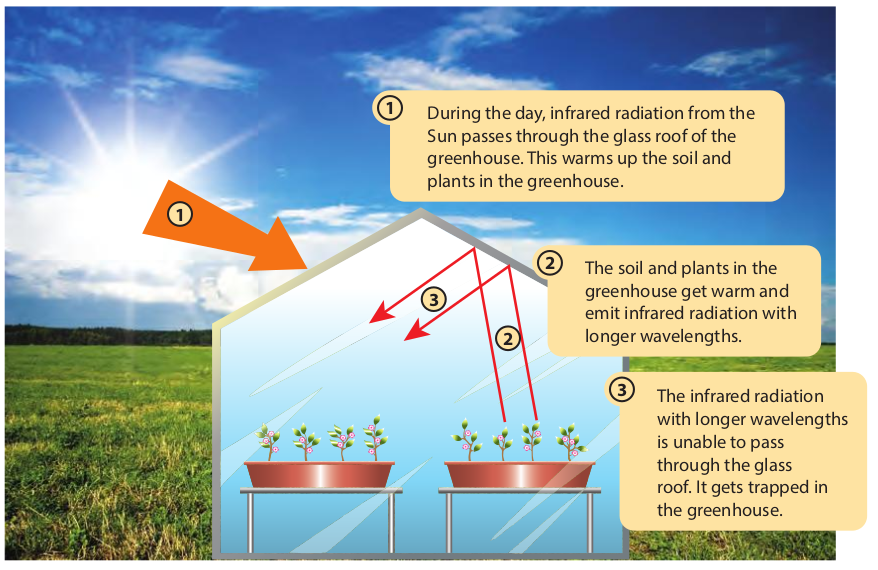 1
During the day, infrared radiation from the
Sun passes through the glass roof of the
greenhouse. This warms up the soil and
plants in the greenhouse.
1
2
The soil and plants in the
greenhouse get warm and
emit infrared radiation with
longer wavelengths.
3
2
3
The infrared radiation
with longer wavelengths
is unable to pass
through the glass
roof. It gets trapped in
the greenhouse.